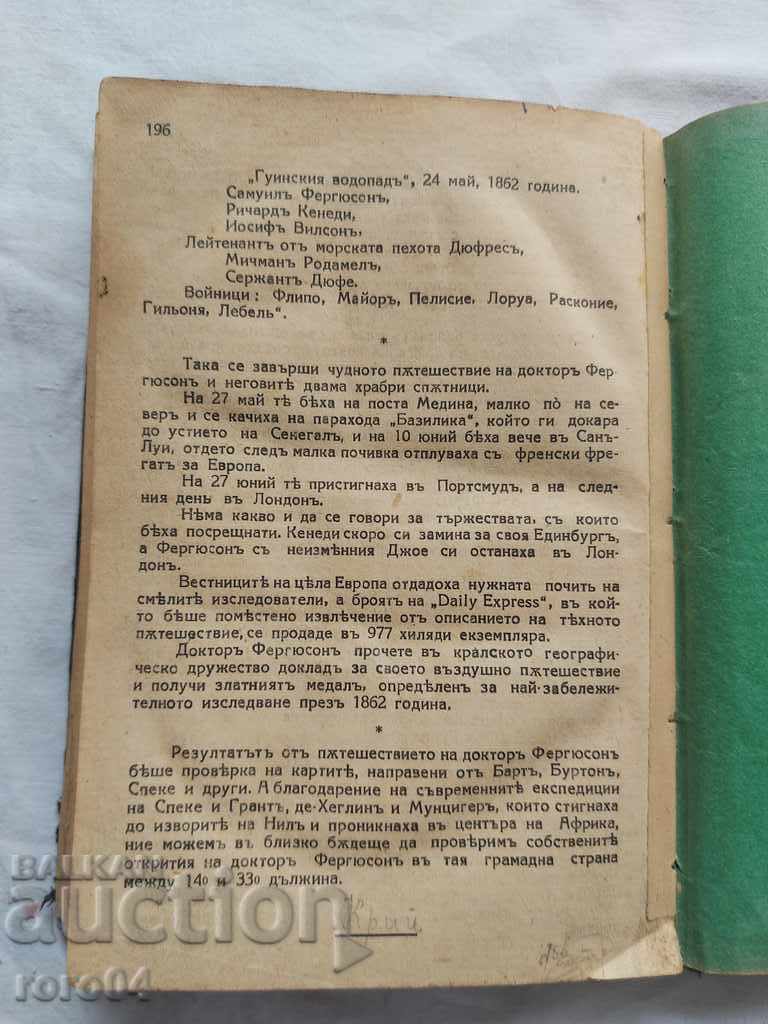 196
„Гуинския водопадъ“, 24 май, 1862 година.
Самуилъ Фергюсонъ,
Ричардъ Кенеди,
Иосифъ Вилсонъ,
Лейтенантъ отъ морската пехота Дюфресъ,
Мичманъ Родамелъ,
Сержантъ Дюфе.
Войници: Флипо, Майоръ, Пелисие, Лоруа, Расконие,
Гильоня, Лебель“.
*
Така се завърши чудното пѫтешествие на докторъ Фер
гюсонъ и неговитѣ двама храбри спѫтници.
На 27 май тѣ бѣха на поста Медина, малко по̀ на се-
веръ и се качиха на парахода „Базилика“, който ги докара
до устието на Секегалъ, и на 10 юний бѣха вече въ Санъ-
Луи, отдето следъ малка почивка отплуваха съ френски фре-
гатъ за Европа.
На 27 юний тѣ пристигнаха въ Портсмудъ, а на след-
ния день въ Лондонъ.
Нѣма какво и да се говори за тържествата, съ които
бѣха посрещнати. Кенеди скоро си замина за своя Единбургъ,
а Фергюсонъ съ неизмѣнния Джое си останаха въ Лон-
донъ.
Вестницитѣ на цѣла Европа отдадоха нужната почить на
смѣлитѣ изследователи, а броятъ на „Daily Express“, въ кой-
то бѣше помѣстено извлѣчение отъ описанието на тѣхното
пѫтешествие, се продаде въ 977 хиляди екземпляра.
Докторъ Фергюсонъ прочете въ кралското географи-
ческо дружество докладъ за своето въздушно пѫтешествие
и получи златниятъ медалъ, опредѣленъ за най-забележи-
телното изследване презъ 1862 година.
*
Резултатътъ отъ пѫтешествието на докторъ Фергюсонъ
бѣше проверка на картитѣ, направени отъ Бартъ, Буртонъ,
Спеке и други. А благодарение на съвременнитѣ експедиции
на Спеке и Грантъ, де-Хеглинъ и Мунцигеръ, които стигнаха
до изворитѣ на Нилъ и проникнаха въ центъра на Африка,
ние можемъ въ близко бѫдеще да проверимъ собственитѣ
открития на докторъ Фергюсонъ въ тая грамадна страна
между 14o и 33o дължина.
Край
BALKAN
auction
roro04